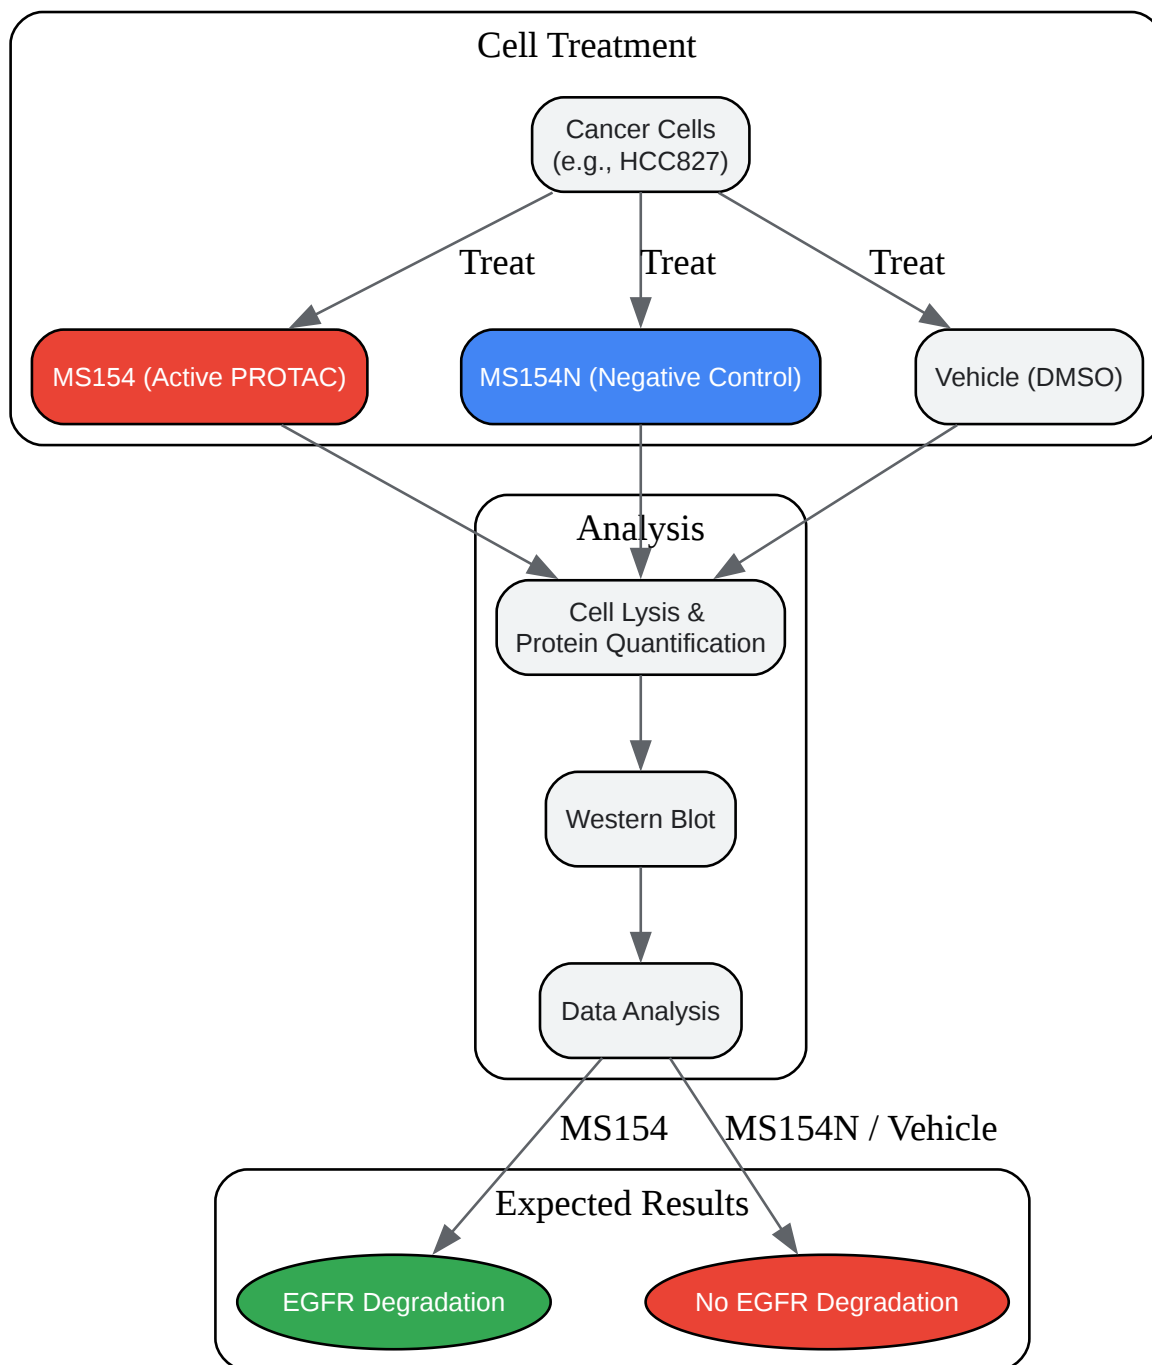 Cell Treatment
Cancer Cells
(e.g., HCC827)
Treat
Treat
Treat
MS154 (Active PROTAC)
MS154N (Negative Control)
Vehicle (DMSO)
Analysis
Cell Lysis &
Protein Quantification
Western Blot
Data Analysis
MS154
MS154N / Vehicle
Expected Results
EGFR Degradation
No EGFR Degradation